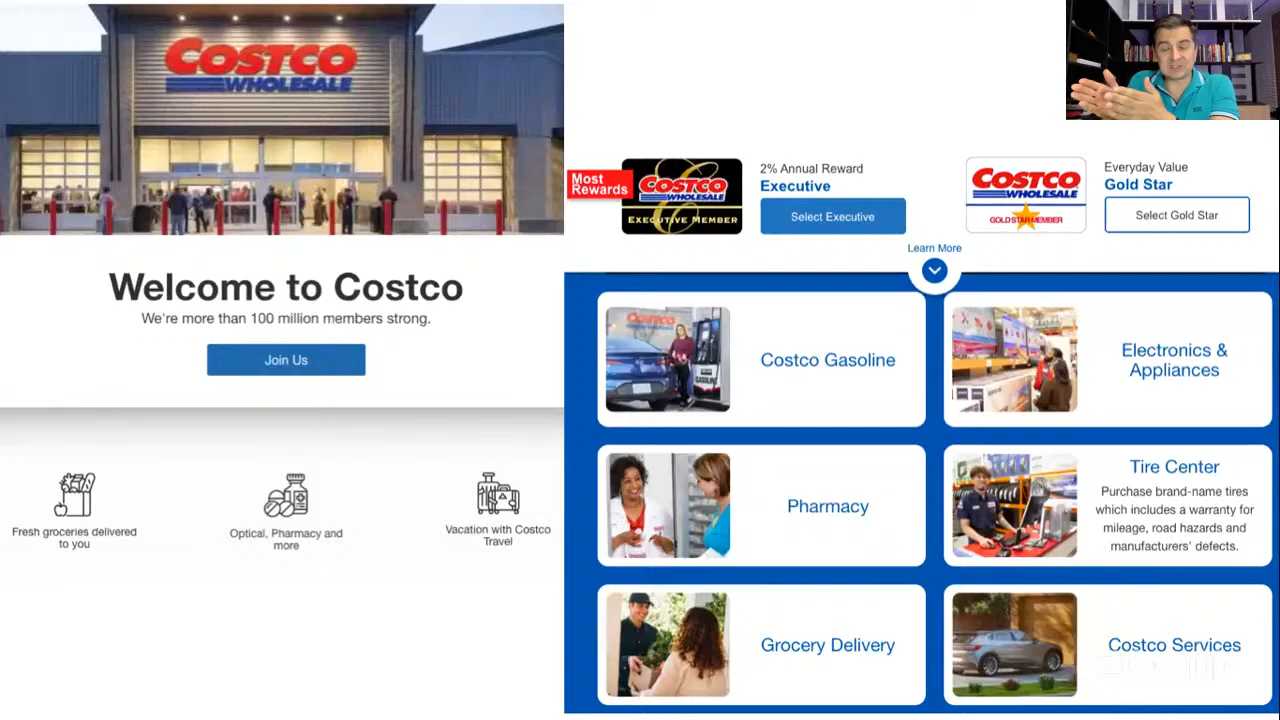 COSTCO
WHOLESALE
Welcome to Costco
We're more than 100 million members strong.
Join Us
Fresh groceries delivered
to you
Optical, Pharmacy and
more
Vacation with Costco
Travel
Most
Rewards
COSTCO
WHOLESALE
EXECUTIVE MEMBER
2% Annual Reward
Executive
Select Executive
COSTCO
WHOLESALE
GOLD STAR MEMBER
Everyday Value
Gold Star
Select Gold Star
Learn More
COSTCO
GASOLINE
Costco Gasoline
Electronics &
Appliances
Pharmacy
Tire Center
Purchase brand-name tires
which includes a warranty for
mileage, road hazards and
manufacturers' defects.
Grocery Delivery
Costco Services